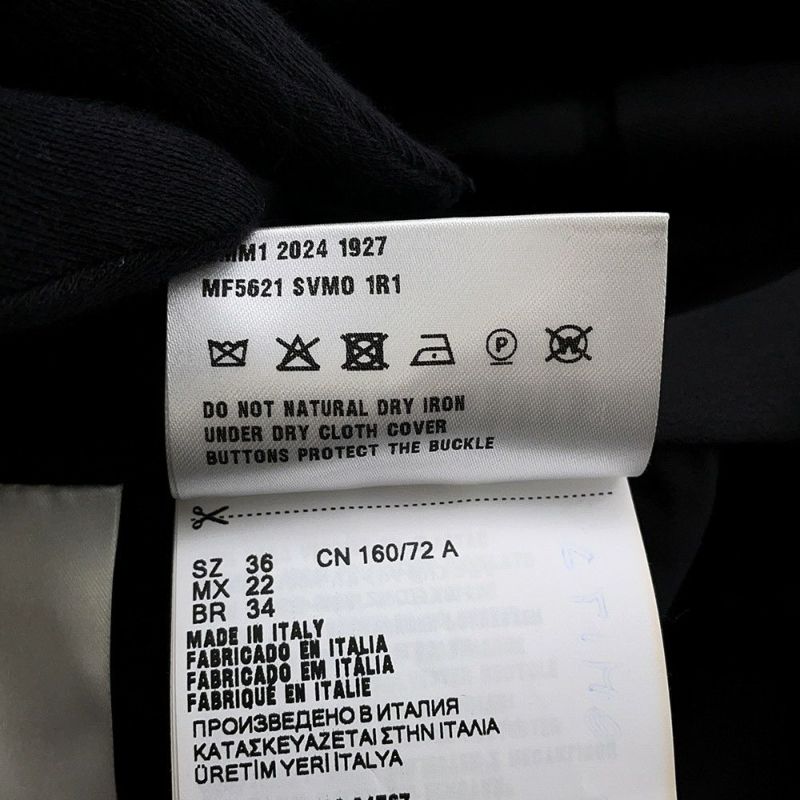 MM1 2024 1927
MF5621 SVMO 1R1
P
W
DO NOT NATURAL DRY IRON
UNDER DRY CLOTH COVER
BUTTONS PROTECT THE BUCKLE
SZ 36 CN 160/72 A
MX 22
BR 34
MADE IN ITALY
FABRICADO EN ITALIA
FABRICADO EM ITÁLIA
FABRIQUÉ EN ITALIE
ПРОИЗВЕДЕНО В ИТАЛИЯ
ΚΑΤΑΣΚΕΥΑΖΕΤΑΙ ΣΤΗΝ ΙΤΑΛΙΑ
ÜRETİM YERİ İTALYA